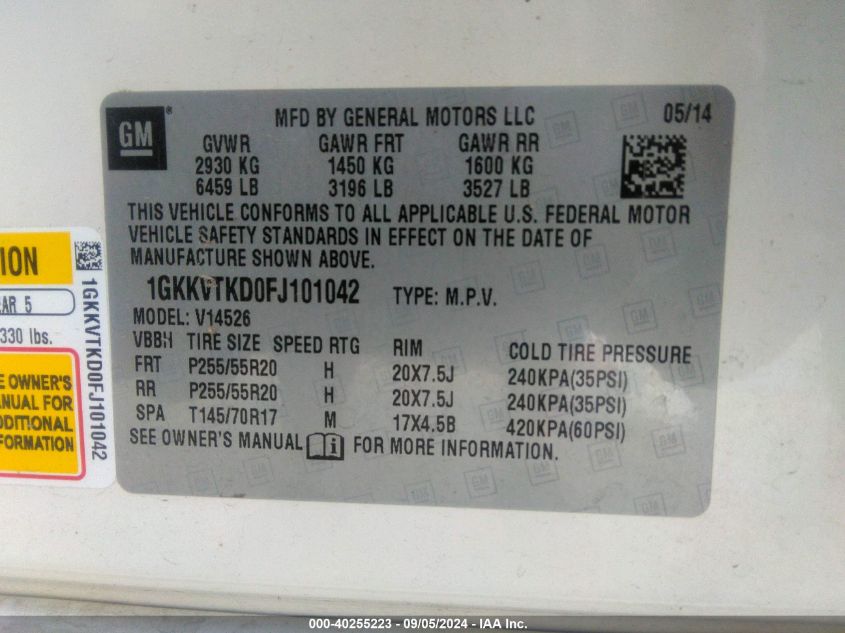 GM ®
MFD BY GENERAL MOTORS LLC 05/14
GVWR GAWR FRT GAWR RR
2930 KG 1450 KG 1600 KG
6459 LB 3196 LB 3527 LB
THIS VEHICLE CONFORMS TO ALL APPLICABLE U.S. FEDERAL MOTOR
VEHICLE SAFETY STANDARDS IN EFFECT ON THE DATE OF
MANUFACTURE SHOWN ABOVE.
1GKKVTKD0FJ101042 TYPE: M.P.V.
MODEL: V14526
VBBH TIRE SIZE SPEED RTG RIM COLD TIRE PRESSURE
FRT P255/55R20 H 20X7.5J 240KPA(35PSI)
RR P255/55R20 H 20X7.5J 240KPA(35PSI)
SPA T145/70R17 M 17X4.5B 420KPA(60PSI)
SEE OWNER'S MANUAL i FOR MORE INFORMATION.
ION
AR 5
330 lbs.
E OWNER'S
ANUAL FOR
DDITIONAL
FORMATION
1GKKVTKD0FJ101042
000-40255223 - 09/05/2024 - IAA Inc.